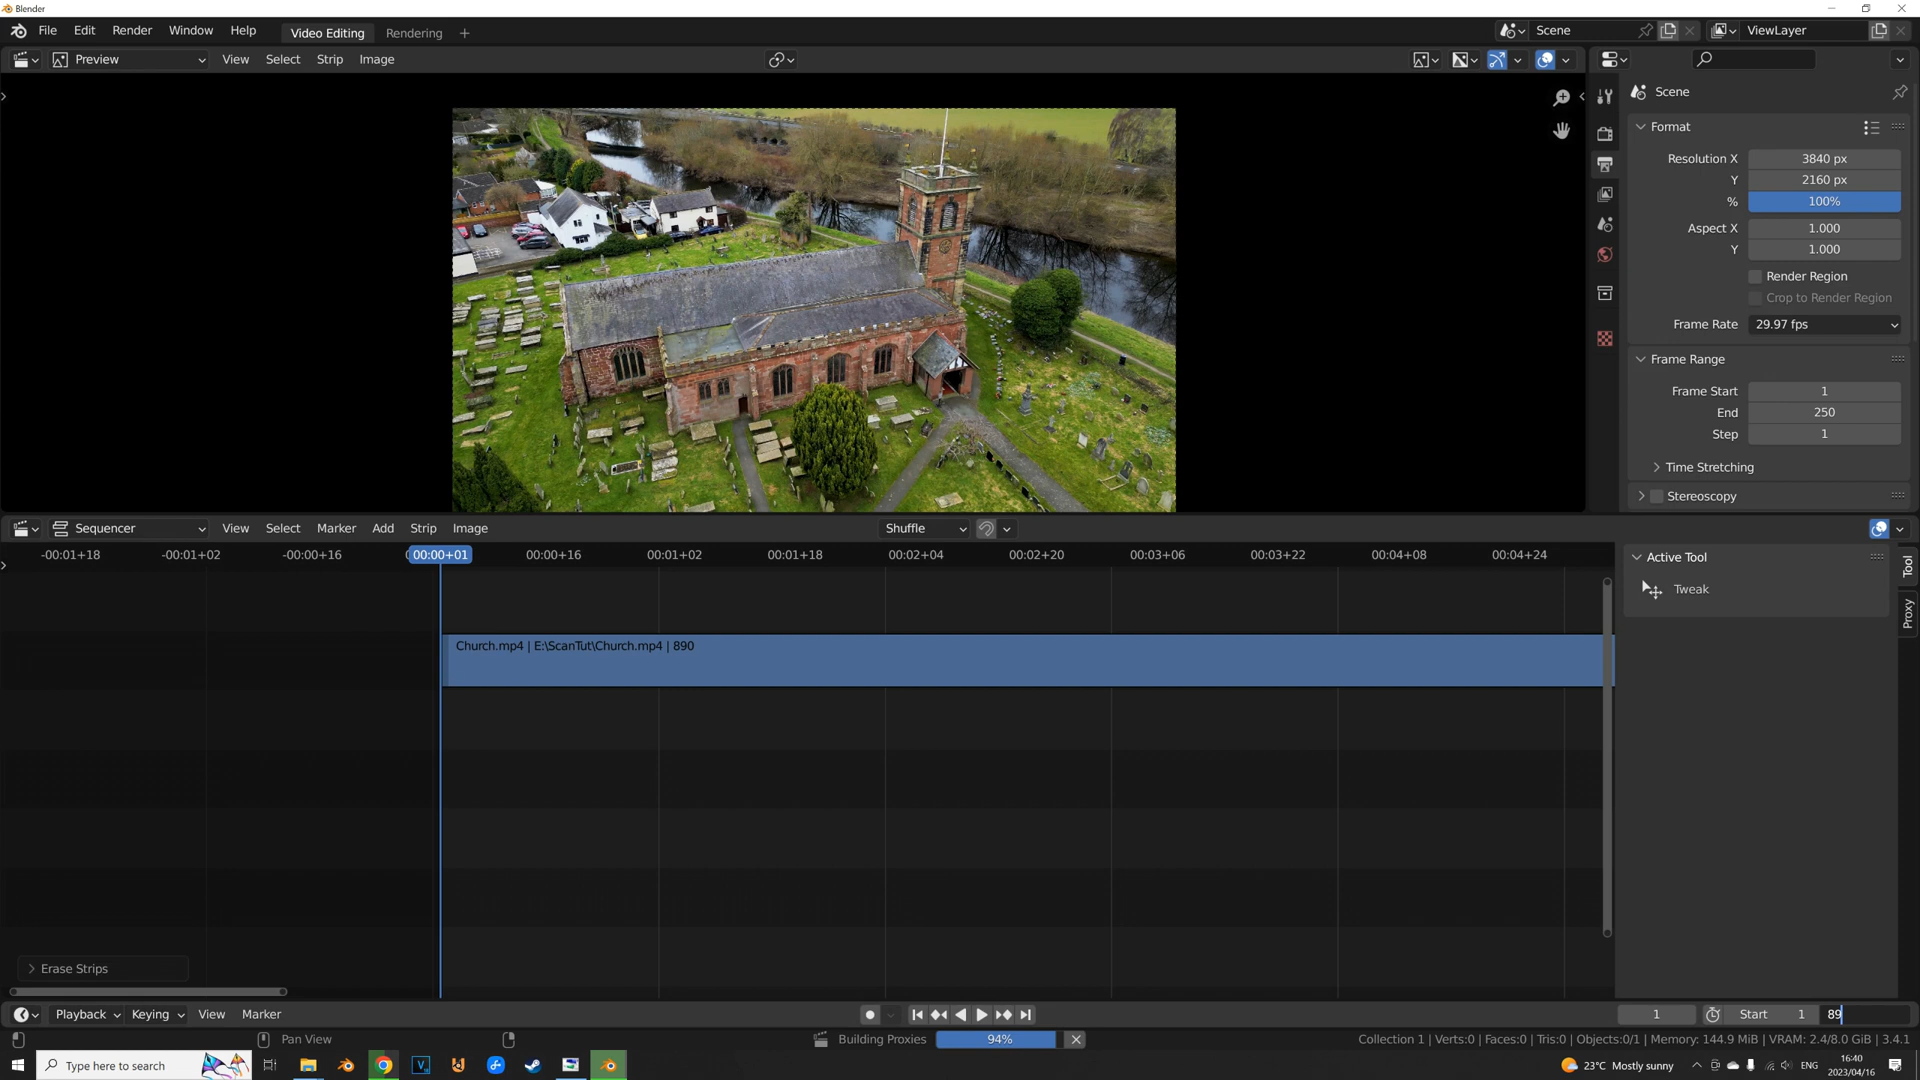 Blender
File Edit Render Window Help Video Editing Rendering + Scene ViewLayer
Preview View Select Strip Image
Scene
Format
Resolution X 3840 px
Y 2160 px
% 100%
Aspect X 1.000
Y 1.000
Render Region
Crop to Render Region
Frame Rate 29.97 fps
Frame Range
Frame Start 1
End 250
Step 1
Time Stretching
Stereoscopy
Sequencer View Select Marker Add Strip Image Shuffle
-00:01+18 -00:01+02 -00:00+16 00:00+01 00:00+16 00:01+02 00:01+18 00:02+04 00:02+20 00:03+06 00:03+22 00:04+08 00:04+24
Active Tool
Tweak
Tool
Proxy
Church.mp4 | E:\ScanTut\Church.mp4 | 890
Erase Strips
Playback Keying View Marker 1 Start 1 89
Pan View Building Proxies 94% Collection 1 | Verts:0 | Faces:0 | Tris:0 | Objects:0/1 | Memory: 144.9 MiB | VRAM: 2.4/8.0 GiB | 3.4.1
Type here to search 23°C Mostly sunny ENG
16:40
2023/04/16